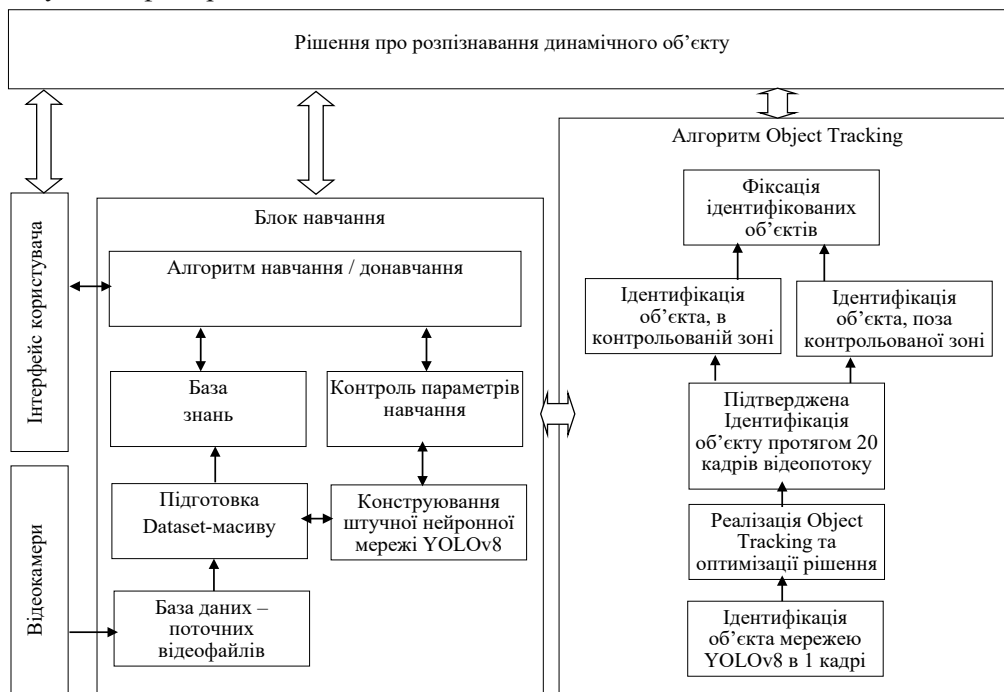 Рішення про розпізнавання динамічного об’єкту
Інтерфейс користувача
Відеокамери
Блок навчання
Алгоритм навчання / донавчання
База
знань
Контроль параметрів
навчання
Підготовка
Dataset-масиву
Конструювання
штучної нейронної
мережі YOLOv8
База даних –
поточних
відеофайлів
Алгоритм Object Tracking
Фіксація
ідентифікованих
об’єктів
Ідентифікація
об’єкта, в
контрольованій зоні
Ідентифікація
об’єкта, поза
контрольованої зоні
Підтверджена
Ідентифікація
об’єкту протягом 20
кадрів відеопотоку
Реалізація Object
Tracking та
оптимізації рішення
Ідентифікація
об’єкта мережею
YOLOv8 в 1 кадрі